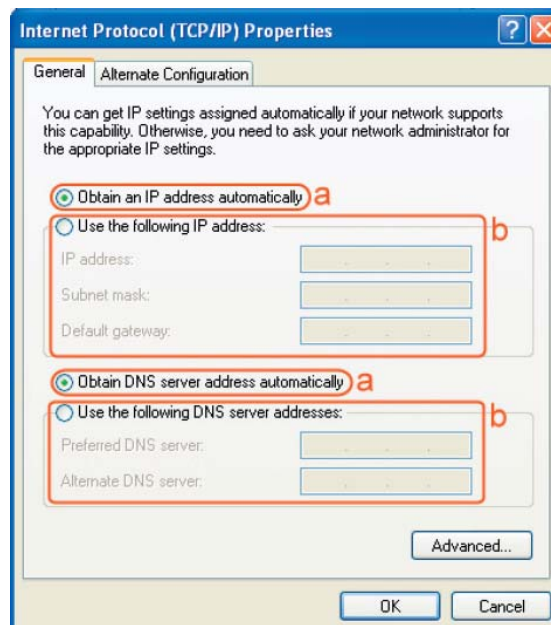 Internet Protocol (TCP/IP) Properties
General
Alternate Configuration
You can get IP settings assigned automatically if your network supports
this capability. Otherwise, you need to ask your network administrator for
the appropriate IP settings.
Obtain an IP address automatically
a
Use the following IP address:
b
IP address:
Subnet mask:
Default gateway:
Obtain DNS server address automatically
a
Use the following DNS server addresses:
b
Preferred DNS server:
Alternate DNS server:
Advanced...
OK
Cancel